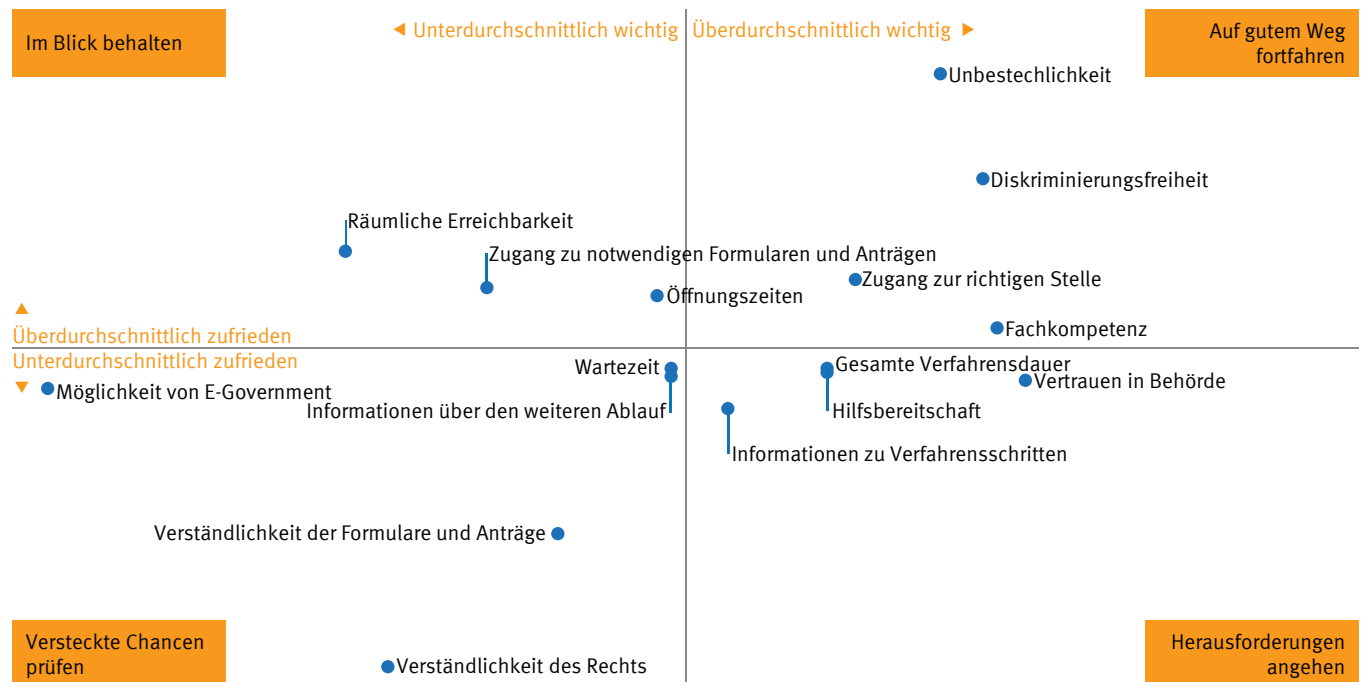 Im Blick behalten
◄ Unterdurchschnittlich wichtig
Überdurchschnittlich wichtig ►
Auf gutem Weg
fortfahren
Unbestechlichkeit
Diskriminierungsfreiheit
Räumliche Erreichbarkeit
Zugang zu notwendigen Formularen und Anträgen
Zugang zur richtigen Stelle
Öffnungszeiten
Fachkompetenz
▲
Überdurchschnittlich zufrieden
Unterdurchschnittlich zufrieden
▼
Wartezeit
Gesamte Verfahrensdauer
Vertrauen in Behörde
Möglichkeit von E-Government
Informationen über den weiteren Ablauf
Hilfsbereitschaft
Informationen zu Verfahrensschritten
Verständlichkeit der Formulare und Anträge
Versteckte Chancen
prüfen
Verständlichkeit des Rechts
Herausforderungen
angehen